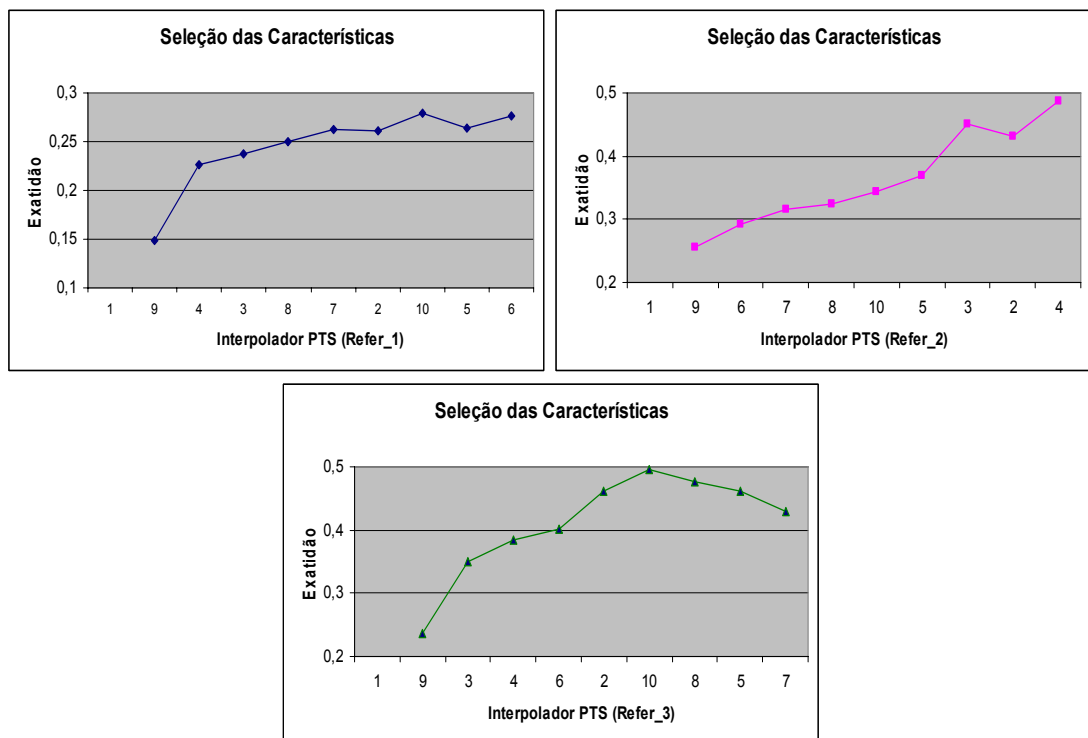 Seleção das Características
0,3
0,25
0,2
0,15
0,1
Exatidão
1 9 4 3 8 7 2 10 5 6
Interpolador PTS (Refer_1)
Seleção das Características
0,5
0,4
0,3
0,2
Exatidão
1 9 6 7 8 10 5 3 2 4
Interpolador PTS (Refer_2)
Seleção das Características
0,5
0,4
0,3
0,2
Exatidão
1 9 3 4 6 2 10 8 5 7
Interpolador PTS (Refer_3)